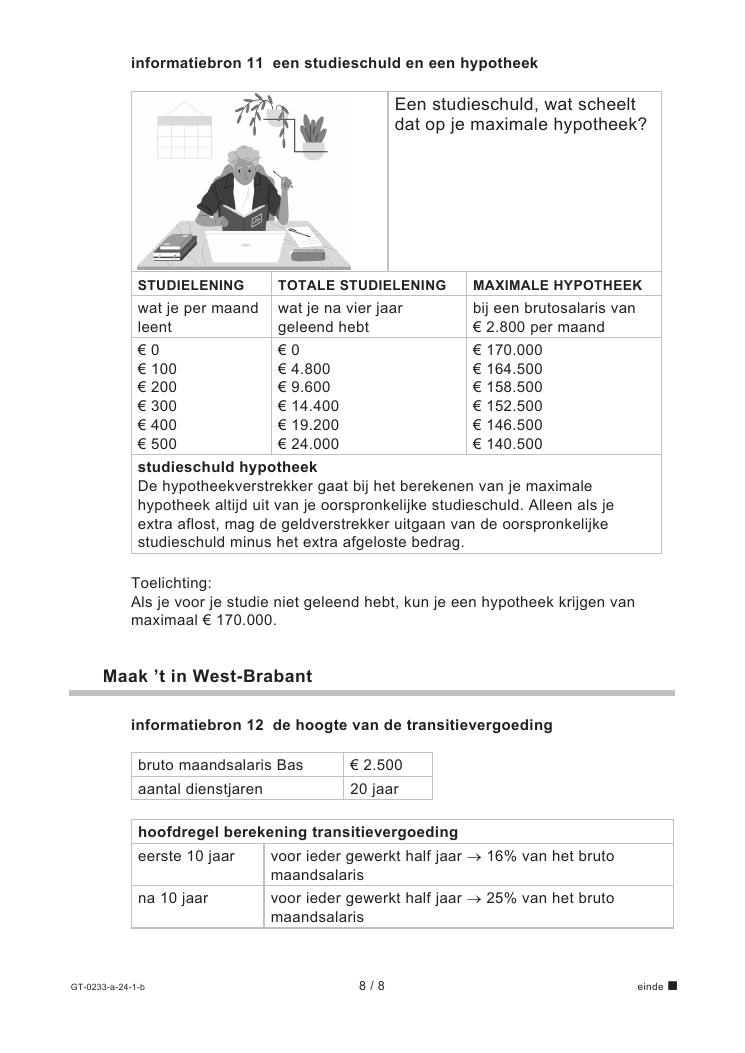 informatiebron 11  een studieschuld en een hypotheek
Een studieschuld, wat scheelt
dat op je maximale hypotheek?
STUDIELENING TOTALE STUDIELENING MAXIMALE HYPOTHEEK
wat je per maand wat je na vier jaar bij een brutosalaris van
leent geleend hebt € 2.800 per maand
€ 0 € 0 € 170.000
€ 100 € 4.800 € 164.500
€ 200 € 9.600 € 158.500
€ 300 € 14.400 € 152.500
€ 400 € 19.200 € 146.500
€ 500 € 24.000 € 140.500
studieschuld hypotheek
De hypotheekverstrekker gaat bij het berekenen van je maximale
hypotheek altijd uit van je oorspronkelijke studieschuld. Alleen als je
extra aflost, mag de geldverstrekker uitgaan van de oorspronkelijke
studieschuld minus het extra afgeloste bedrag.
Toelichting:
Als je voor je studie niet geleend hebt, kun je een hypotheek krijgen van
maximaal € 170.000.
Maak ’t in West-Brabant
informatiebron 12  de hoogte van de transitievergoeding
bruto maandsalaris Bas € 2.500
aantal dienstjaren 20 jaar
hoofdregel berekening transitievergoeding
eerste 10 jaar voor ieder gewerkt half jaar → 16% van het bruto
maandsalaris
na 10 jaar voor ieder gewerkt half jaar → 25% van het bruto
maandsalaris
GT-0233-a-24-1-b 8 / 8 einde ■